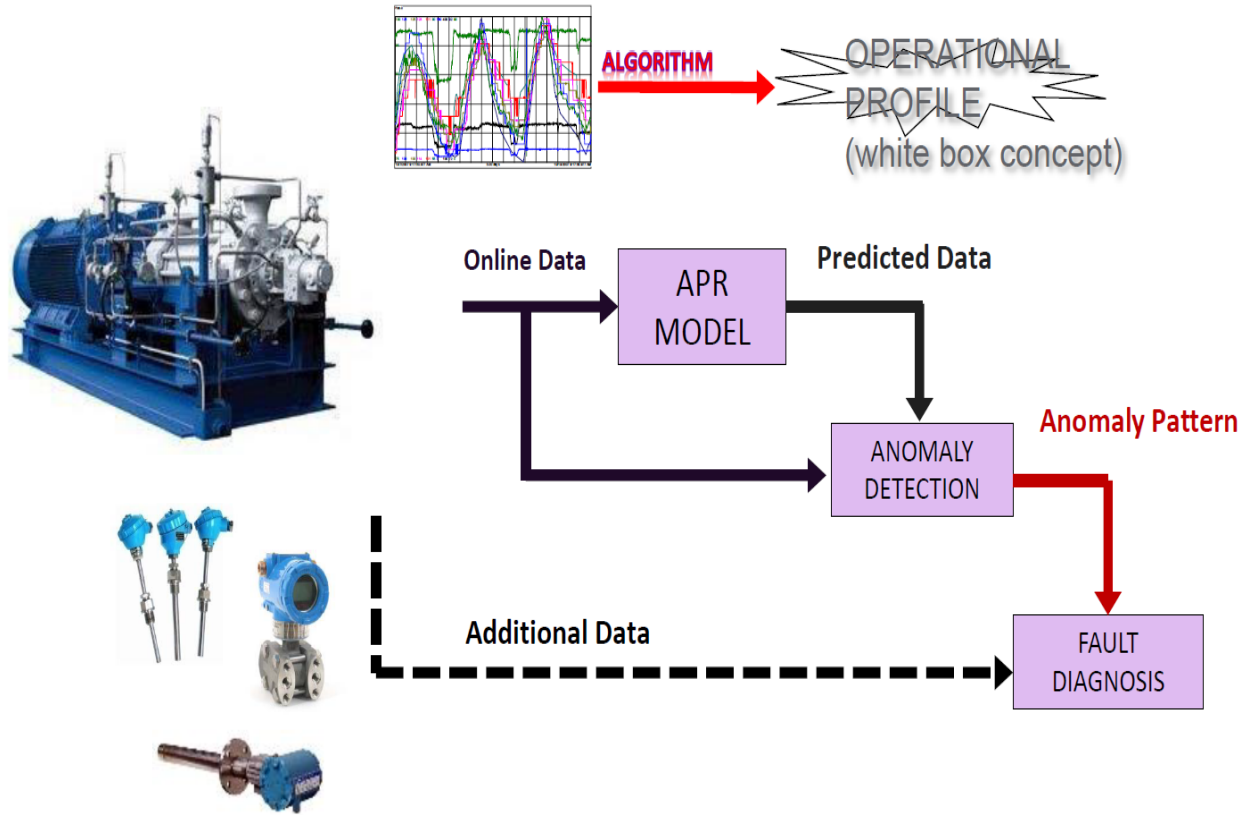 ALGORITHM
OPERATIONAL
PROFILE
(white box concept)
Online Data
APR
MODEL
Predicted Data
ANOMALY
DETECTION
Anomaly Pattern
Additional Data
FAULT
DIAGNOSIS